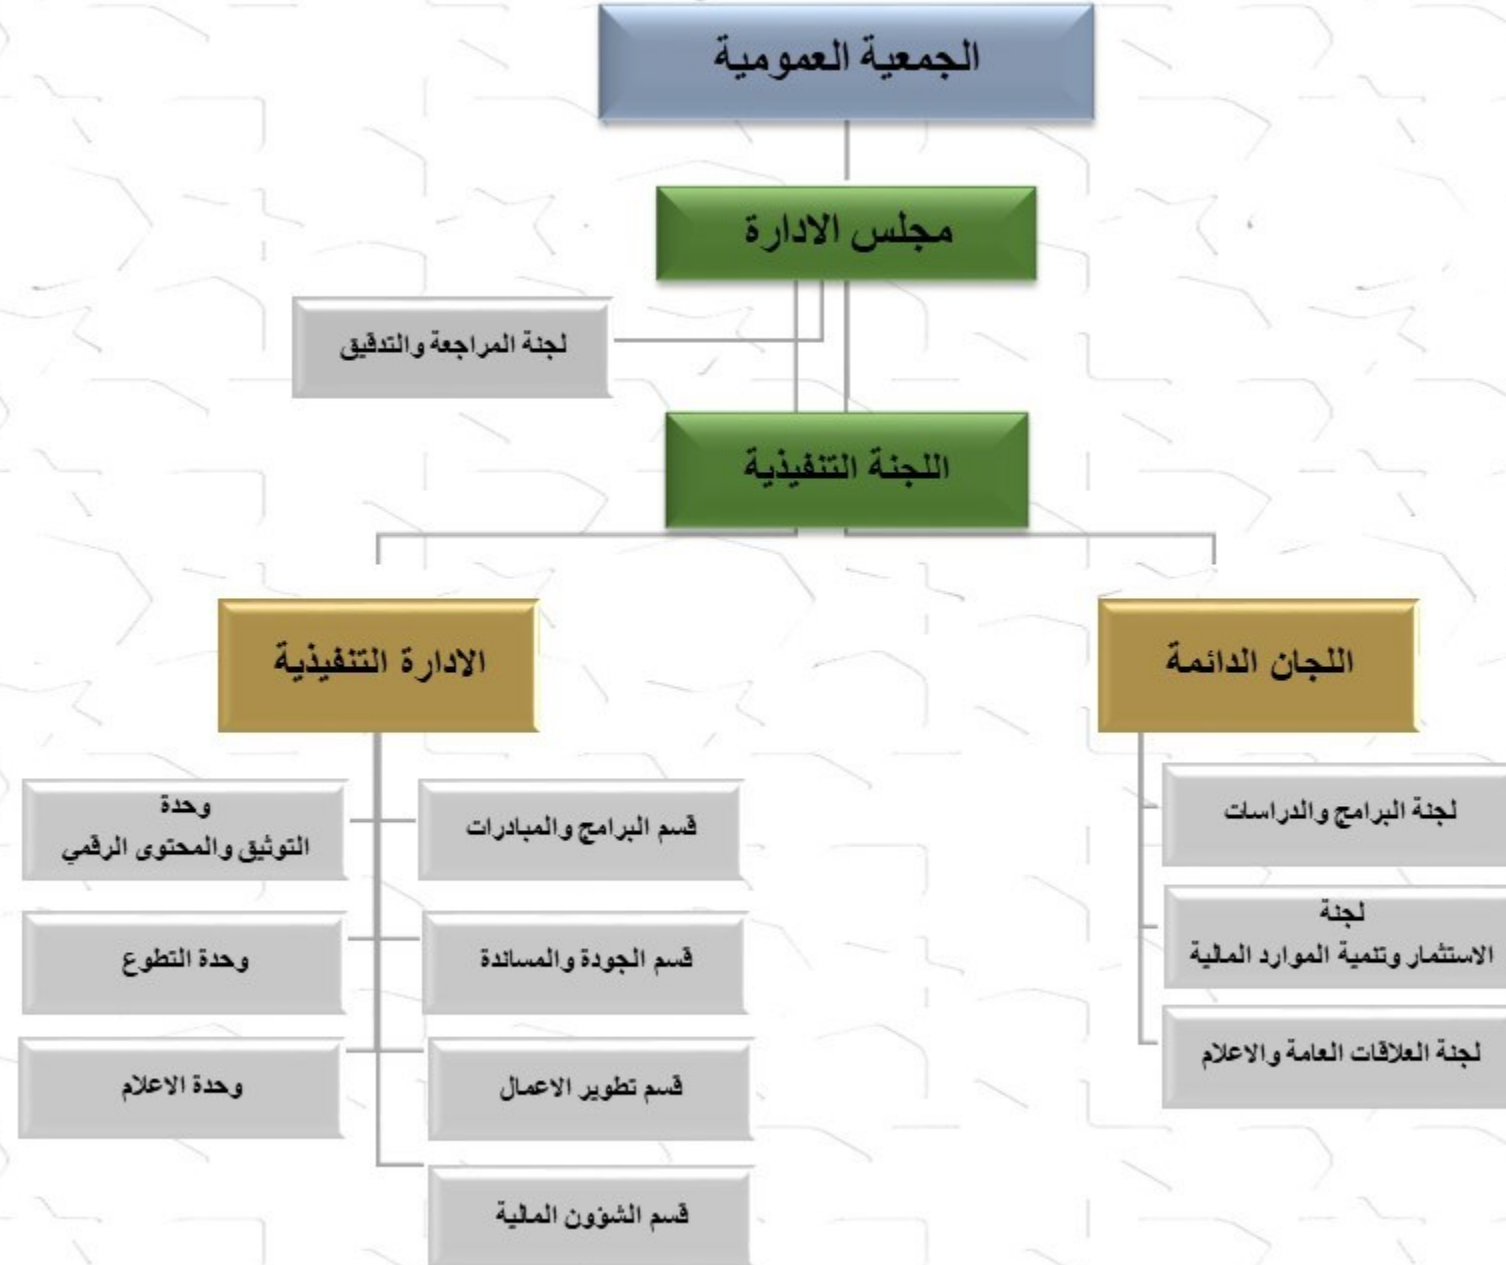 الجمعية العمومية
مجلس الادارة
لجنة المراجعة والتدقيق
اللجنة التنفيذية
اللجان الدائمة
الادارة التنفيذية
لجنة البرامج والدراسات
لجنة
الاستثمار وتنمية الموارد المالية
لجنة العلاقات العامة والاعلام
قسم البرامج والمبادرات
قسم الجودة والمساندة
قسم تطوير الاعمال
قسم الشؤون المالية
وحدة
التوثيق والمحتوى الرقمي
وحدة التطوع
وحدة الاعلام